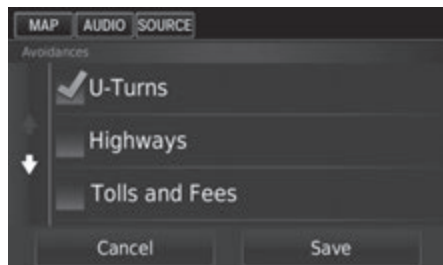 MAP AUDIO SOURCE
Avoidances
U-Turns
Highways
Tolls and Fees
Cancel Save